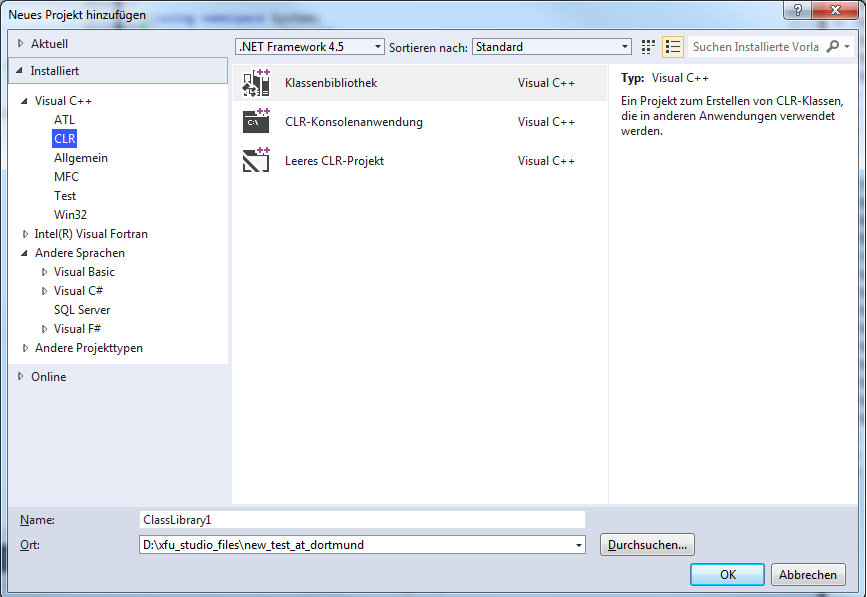 Neues Projekt hinzufügen
using namespace System;
Aktuell
.NET Framework 4.5
Sortieren nach:
Standard
Suchen Installierte Vorla
Installiert
Visual C++
ATL
CLR
Allgemein
MFC
Test
Win32
Intel(R) Visual Fortran
Andere Sprachen
Visual Basic
Visual C#
SQL Server
Visual F#
Andere Projekttypen
Online
Klassenbibliothek Visual C++
C:\ CLR-Konsolenanwendung Visual C++
Leeres CLR-Projekt Visual C++
Typ: Visual C++
Ein Projekt zum Erstellen von CLR-Klassen,
die in anderen Anwendungen verwendet
werden.
Name: ClassLibrary1
Ort: D:\xfu_studio_files\new_test_at_dortmund
Durchsuchen...
OK Abbrechen